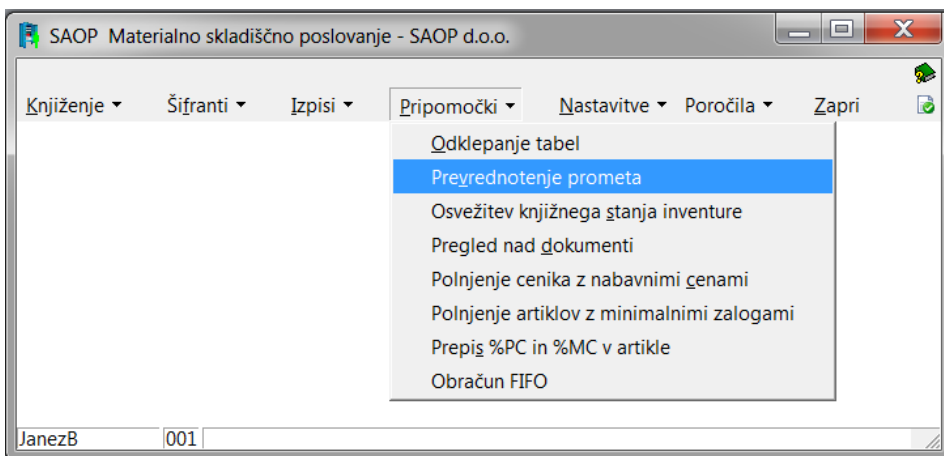 SAOP Materialno skladiščno poslovanje - SAOP d.o.o.
Knjiženje Šifranti Izpisi Pripomočki Nastavitve Poročila Zapri
Odklepanje tabel
Prevrednotenje prometa
Osvežitev knjižnega stanja inventure
Pregled nad dokumenti
Polnjenje cenika z nabavnimi cenami
Polnjenje artiklov z minimalnimi zalogami
Prepis %PC in %MC v artikle
Obračun FIFO
JanezB 001